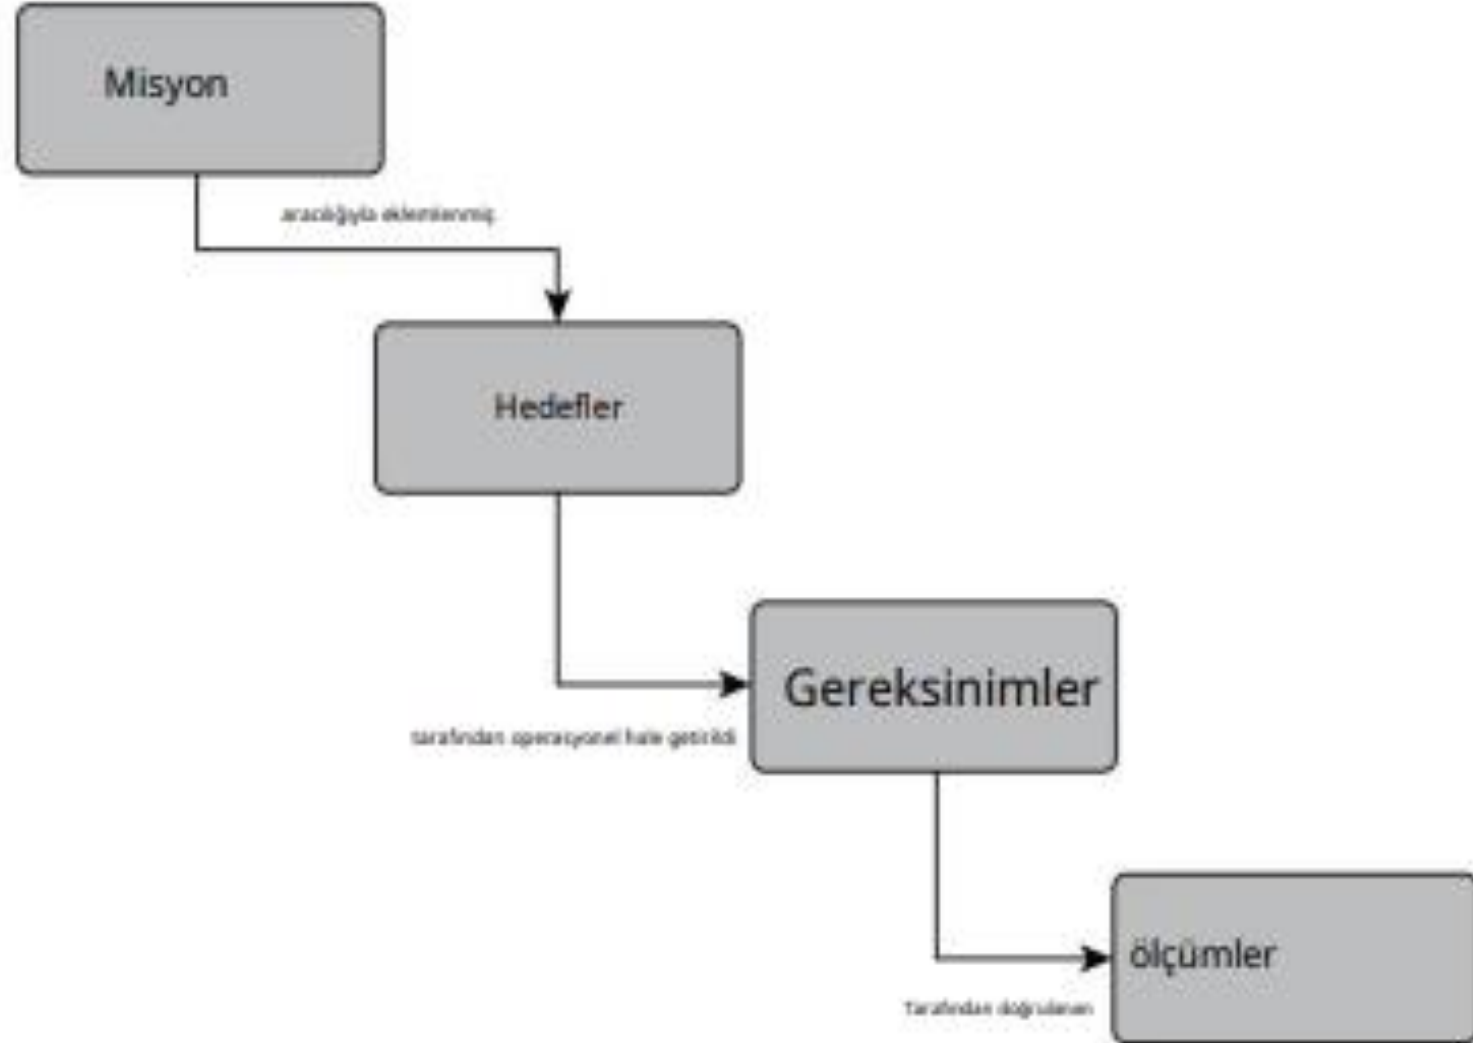 Misyon
aracılığıyla eklemlenmiş
Hedefler
Gereksinimler
tarafından operasyonel hale getirildi
ölçümler
Tarafından doğrulanan